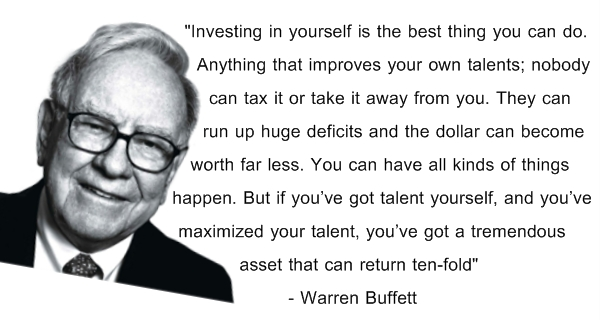 "Investing in yourself is the best thing you can do.
Anything that improves your own talents; nobody
can tax it or take it away from you. They can
run up huge deficits and the dollar can become
worth far less. You can have all kinds of things
happen. But if you’ve got talent yourself, and you’ve
maximized your talent, you’ve got a tremendous
asset that can return ten-fold"
- Warren Buffett